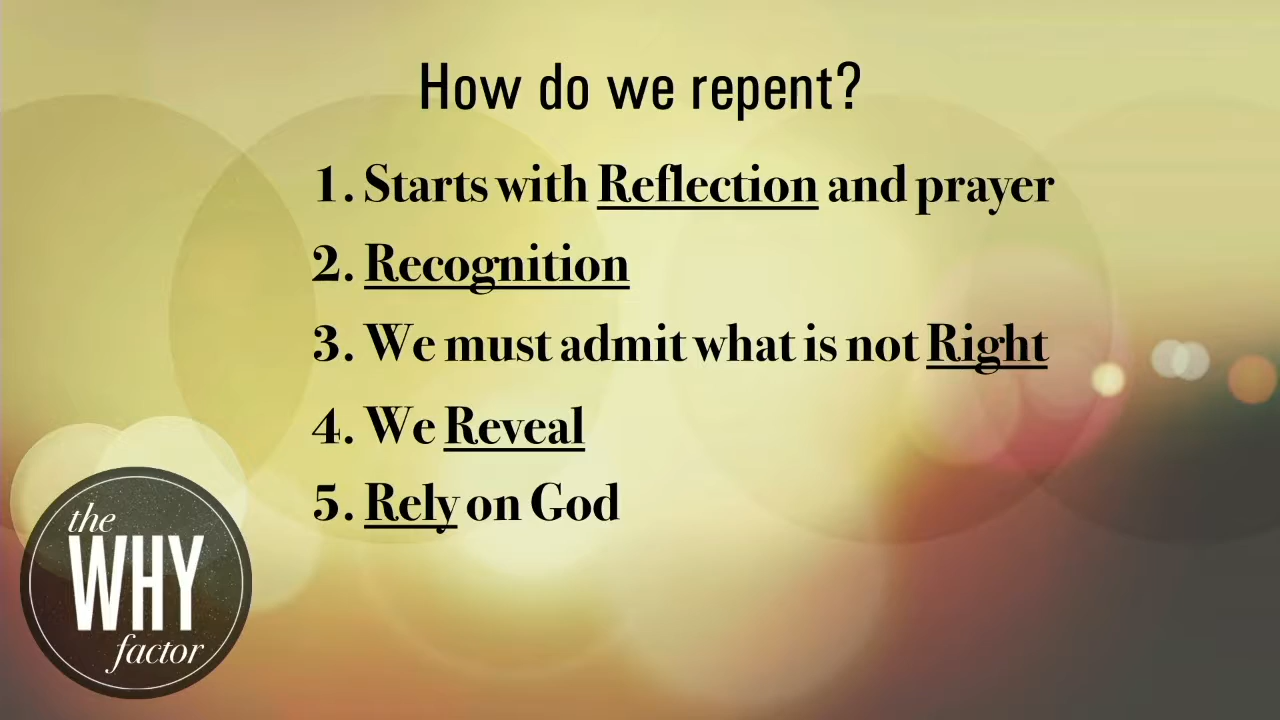 How do we repent?
1. Starts with Reflection and prayer
2. Recognition
3. We must admit what is not Right
4. We Reveal
5. Rely on God
the
WHY
factor